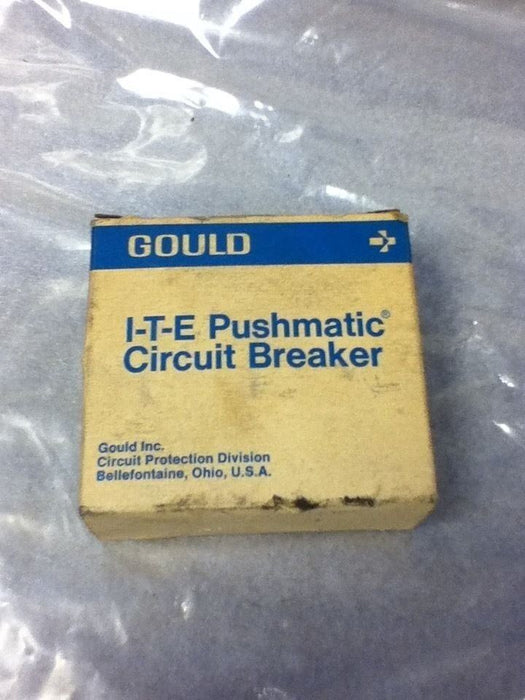 GOULD
I-T-E Pushmatic®
Circuit Breaker
Gould Inc.
Circuit Protection Division
Bellefontaine, Ohio, U.S.A.